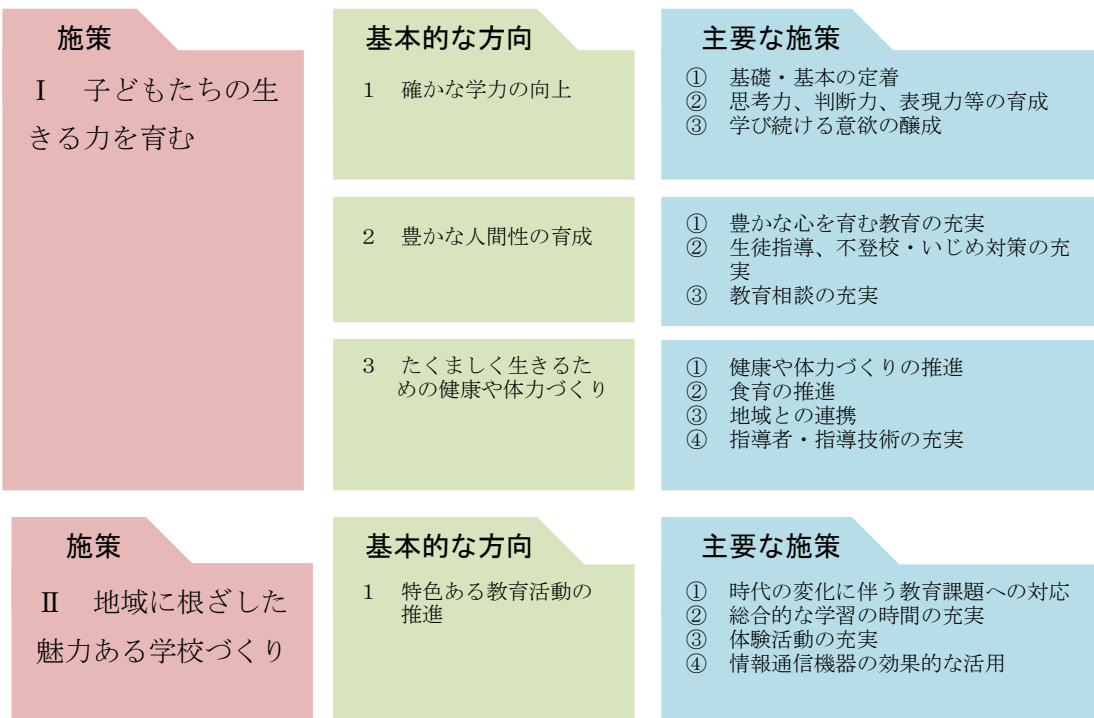 施策
Ⅰ　子どもたちの生
きる力を育む
基本的な方向
1　確かな学力の向上
主要な施策
①　基礎・基本の定着
②　思考力、判断力、表現力等の育成
③　学び続ける意欲の醸成
2　豊かな人間性の育成
①　豊かな心を育む教育の充実
②　生徒指導、不登校・いじめ対策の充
実
③　教育相談の充実
3　たくましく生きるた
めの健康や体力づくり
①　健康や体力づくりの推進
②　食育の推進
③　地域との連携
④　指導者・指導技術の充実
施策
Ⅱ　地域に根ざした
魅力ある学校づくり
基本的な方向
1　特色ある教育活動の
推進
主要な施策
①　時代の変化に伴う教育課題への対応
②　総合的な学習の時間の充実
③　体験活動の充実
④　情報通信機器の効果的な活用